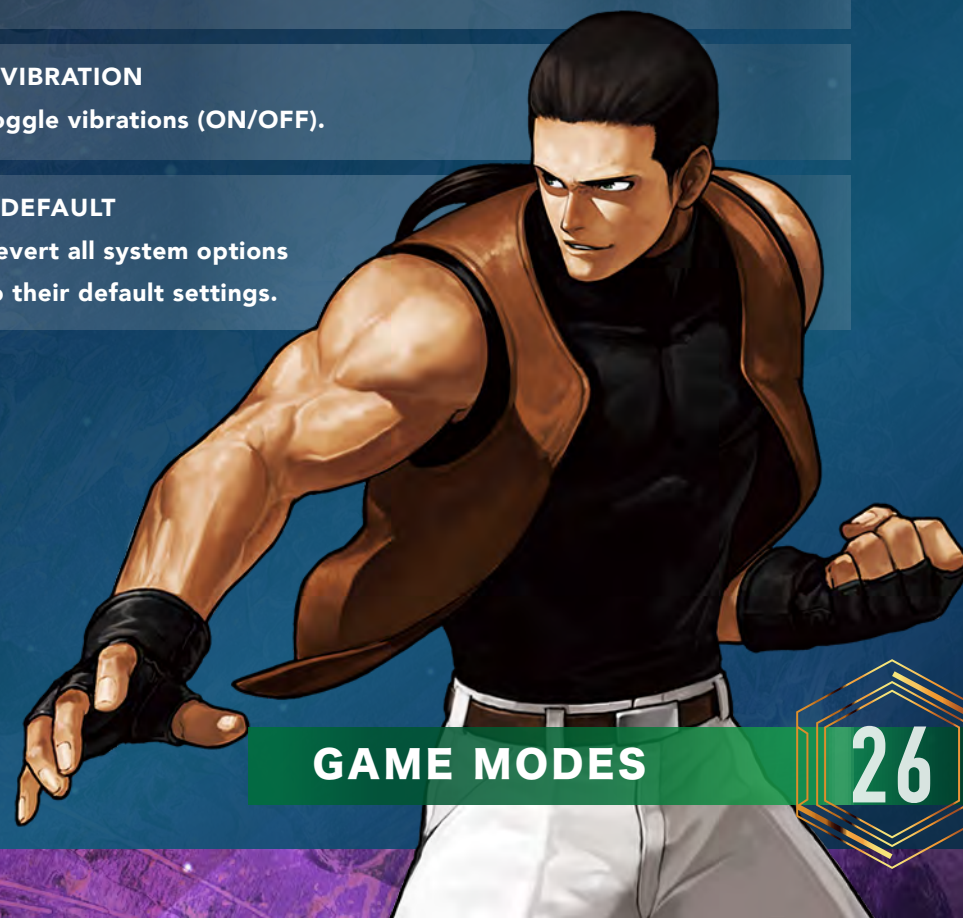 VIBRATION
oggle vibrations (ON/OFF).
DEFAULT
evert all system options
their default settings.
GAME MODES
26